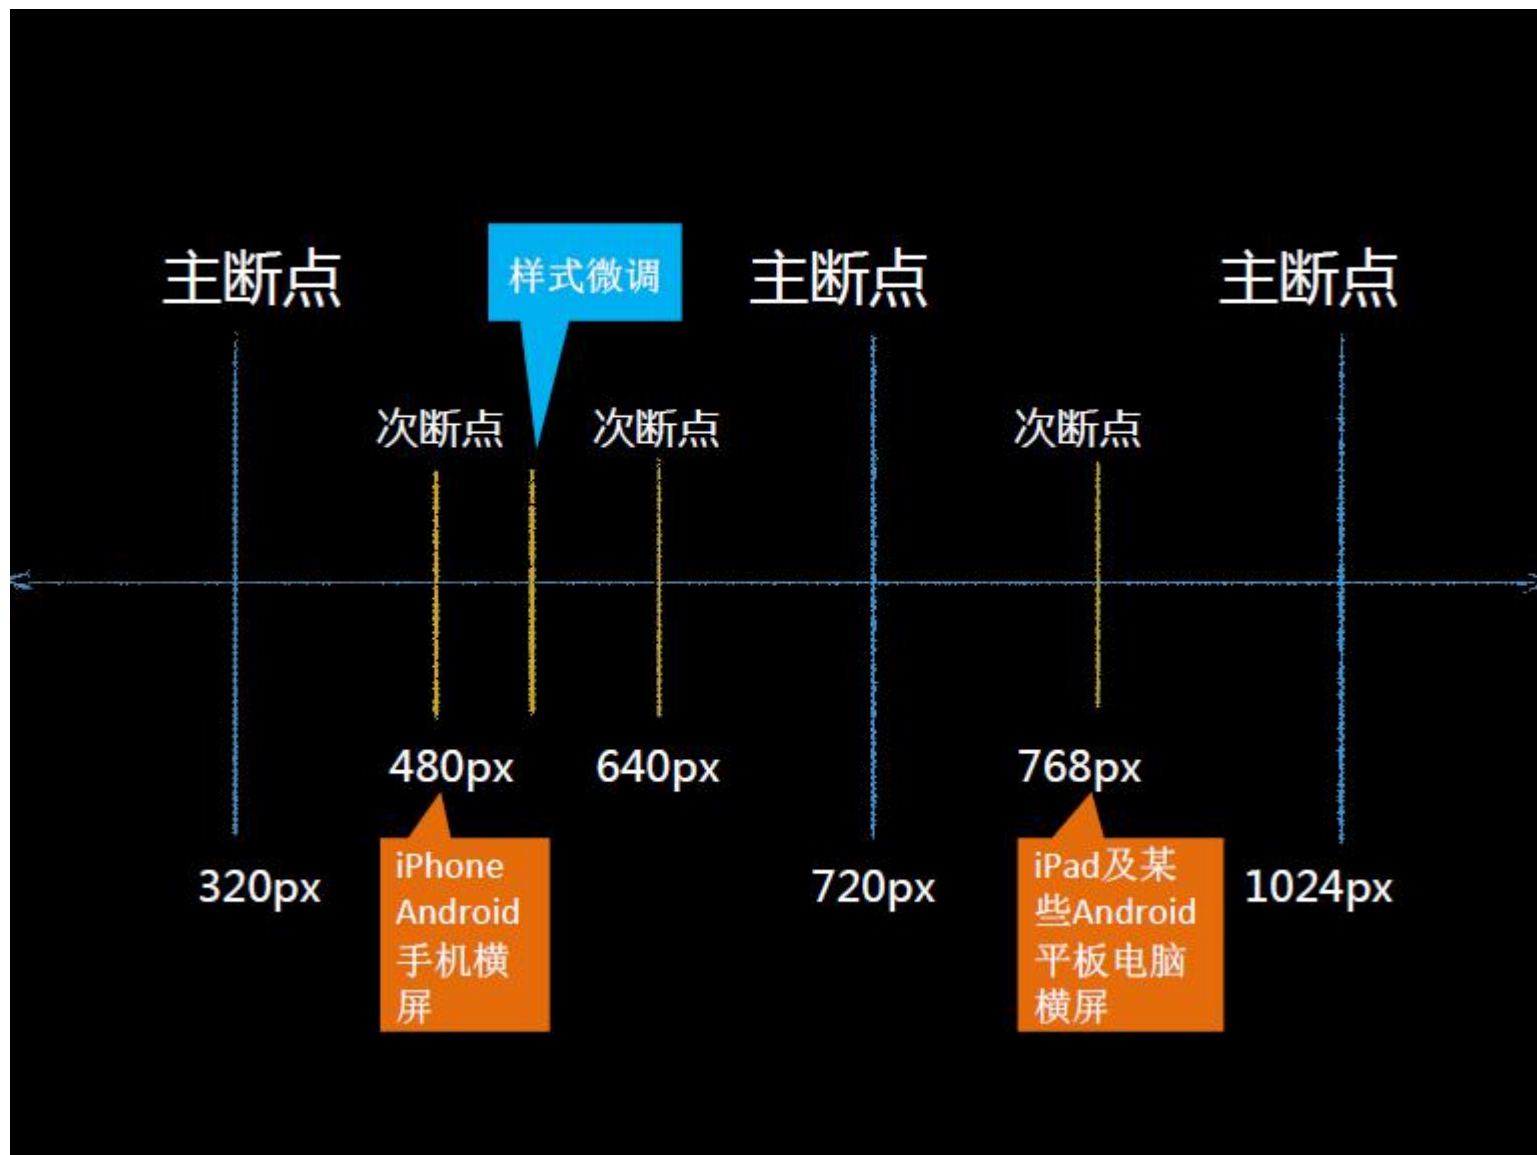 主断点
样式微调
主断点
主断点
次断点
次断点
次断点
480px
640px
768px
320px
iPhone
Android
手机横
屏
720px
iPad及某
些Android
平板电脑
横屏
1024px